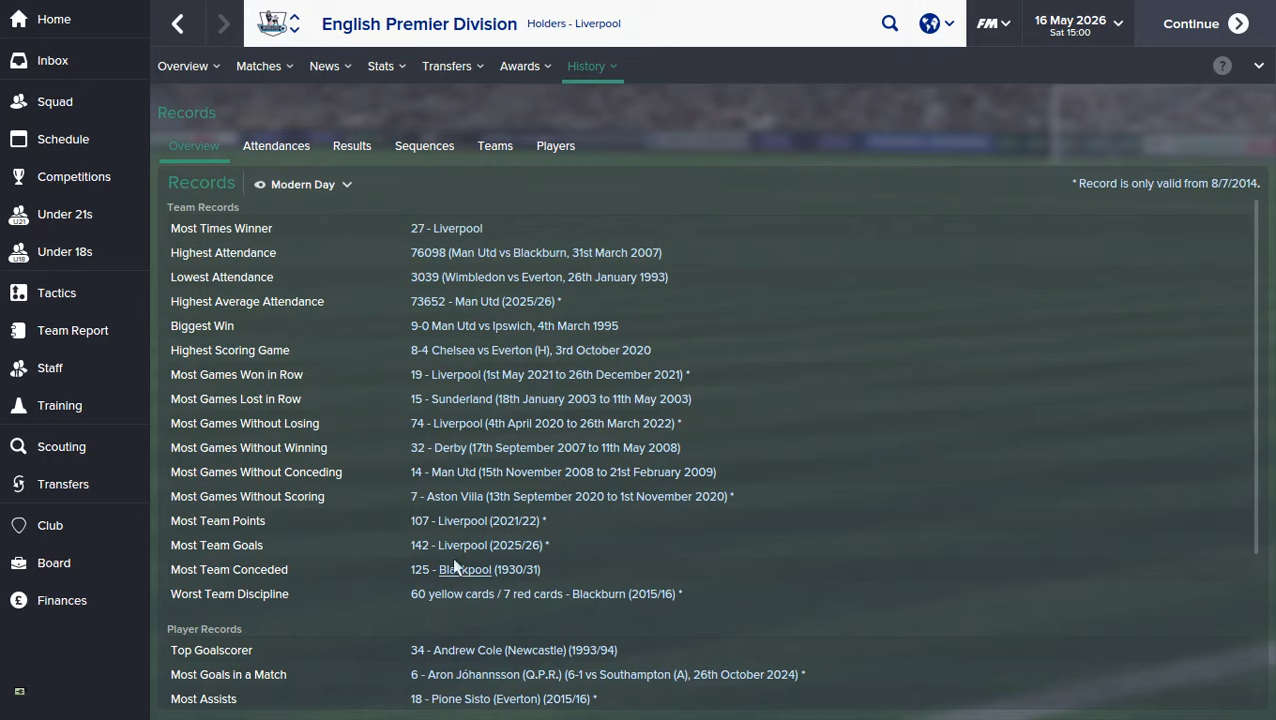 Home
Inbox
Squad
Schedule
Competitions
U21
Under 21s
U18
Under 18s
Tactics
Team Report
Staff
Training
Scouting
Transfers
Club
Board
Finances
English Premier Division
Holders - Liverpool
FM
16 May 2026
Sat 15:00
Continue
Overview
Matches
News
Stats
Transfers
Awards
History
?
Records
Overview
Attendances
Results
Sequences
Teams
Players
Records
Modern Day
* Record is only valid from 8/7/2014.
Team Records
Most Times Winner 27 - Liverpool
Highest Attendance 76098 (Man Utd vs Blackburn, 31st March 2007)
Lowest Attendance 3039 (Wimbledon vs Everton, 26th January 1993)
Highest Average Attendance 73652 - Man Utd (2025/26) *
Biggest Win 9-0 Man Utd vs Ipswich, 4th March 1995
Highest Scoring Game 8-4 Chelsea vs Everton (H), 3rd October 2020
Most Games Won in Row 19 - Liverpool (1st May 2021 to 26th December 2021) *
Most Games Lost in Row 15 - Sunderland (18th January 2003 to 11th May 2003)
Most Games Without Losing 74 - Liverpool (4th April 2020 to 26th March 2022) *
Most Games Without Winning 32 - Derby (17th September 2007 to 11th May 2008)
Most Games Without Conceding 14 - Man Utd (15th November 2008 to 21st February 2009)
Most Games Without Scoring 7 - Aston Villa (13th September 2020 to 1st November 2020) *
Most Team Points 107 - Liverpool (2021/22) *
Most Team Goals 142 - Liverpool (2025/26) *
Most Team Conceded 125 - Blackpool (1930/31)
Worst Team Discipline 60 yellow cards / 7 red cards - Blackburn (2015/16) *
Player Records
Top Goalscorer 34 - Andrew Cole (Newcastle) (1993/94)
Most Goals in a Match 6 - Aron Jóhannsson (Q.P.R.) (6-1 vs Southampton (A), 26th October 2024) *
Most Assists 18 - Pione Sisto (Everton) (2015/16) *